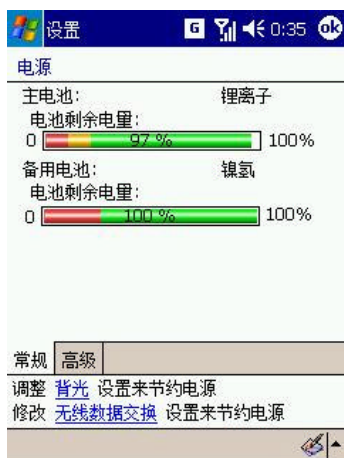 设置 G 0:35 ok
电源
主电池: 锂离子
电池剩余电量:
0 97 % 100%
备用电池: 镍氢
电池剩余电量:
0 100 % 100%
常规 高级
调整 背光 设置来节约电源
修改 无线数据交换 设置来节约电源